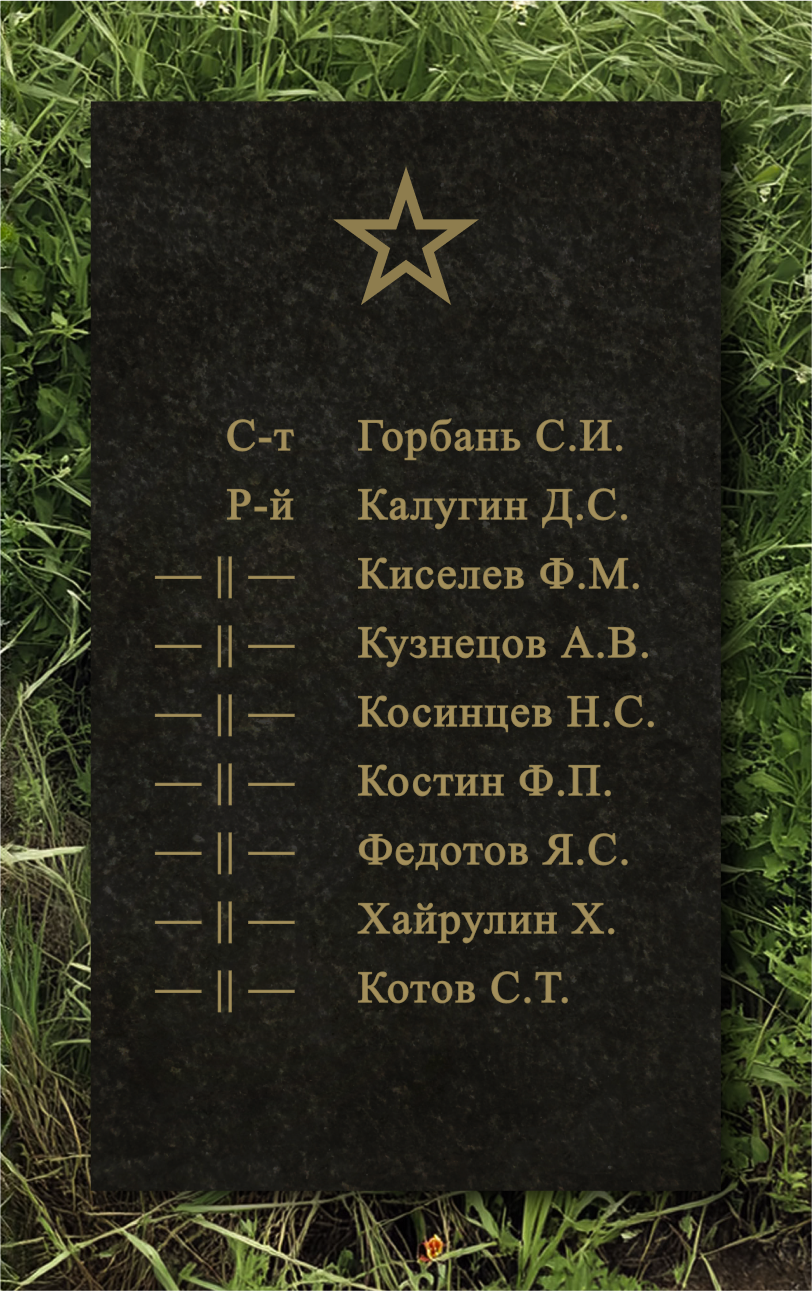 С-т Горбань С.И.
Р-й Калугин Д.С.
— || — Киселев Ф.М.
— || — Кузнецов А.В.
— || — Косинцев Н.С.
— || — Костин Ф.П.
— || — Федотов Я.С.
— || — Хайрулин Х.
— || — Котов С.Т.